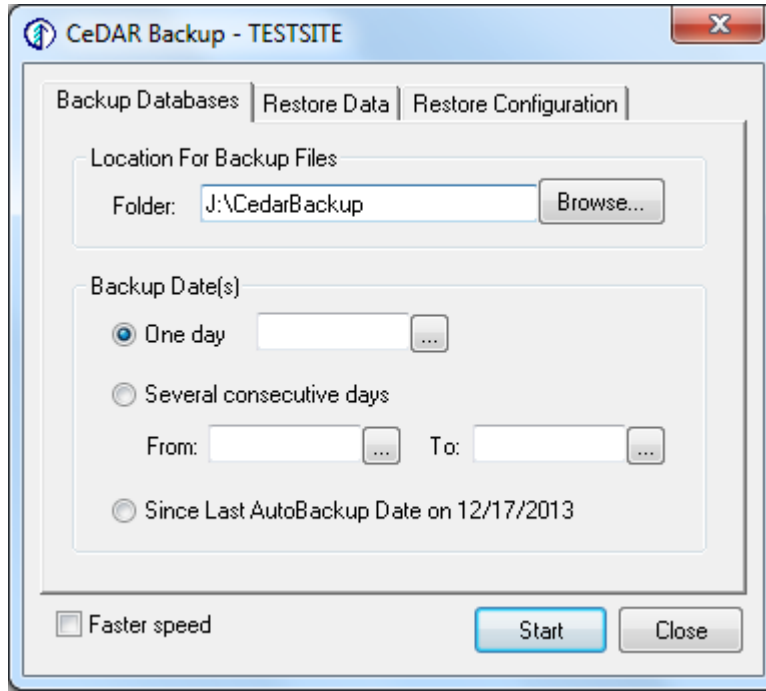 CeDAR Backup - TESTSITE
Backup Databases Restore Data Restore Configuration
Location For Backup Files
Folder: J:\CedarBackup Browse...
Backup Date(s)
One day ...
Several consecutive days
From: ... To: ...
Since Last AutoBackup Date on 12/17/2013
Faster speed Start Close